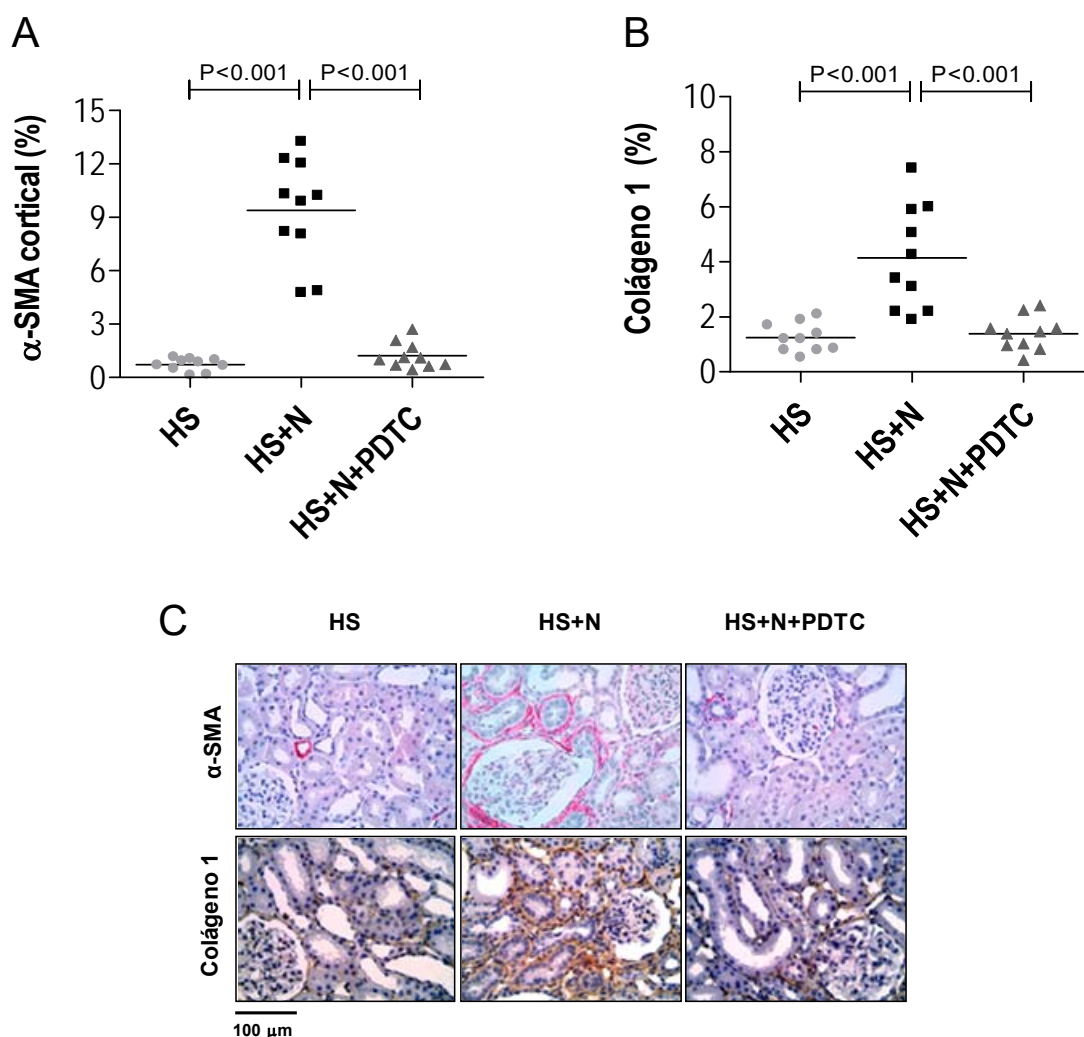 A
P<0.001 P<0.001
α-SMA cortical (%)
15
12
9
6
3
0
HS
HS+N
HS+N+PDTC
B
P<0.001 P<0.001
Colágeno 1 (%)
10
8
6
4
2
0
HS
HS+N
HS+N+PDTC
C
HS HS+N HS+N+PDTC
α-SMA
Colágeno 1
100 µm